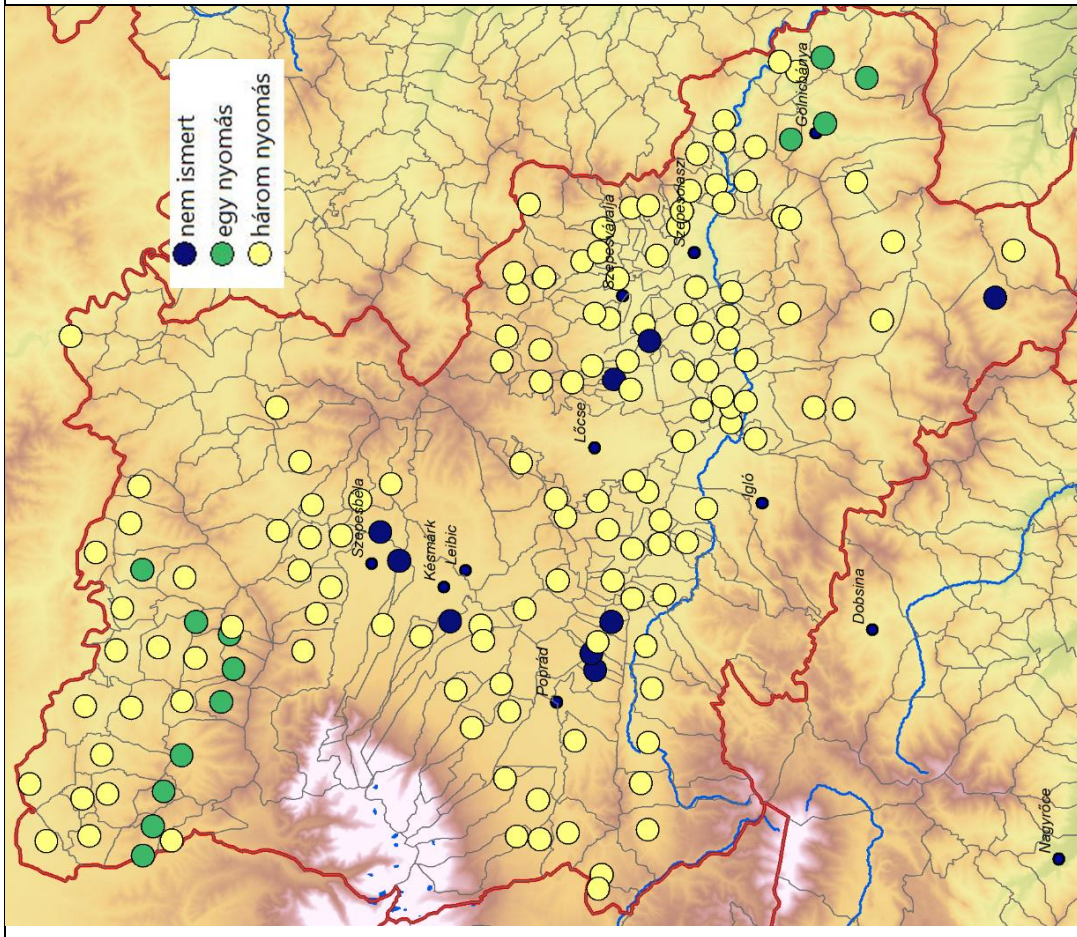 nem ismert
egy nyomás
három nyomás
Gölnicbánya
Szepesolaszi
Szepesváralja
Lőcse
Igló
Szepesbéla
Késmárk
Leibic
Poprád
Dobsina
Nagyrőce